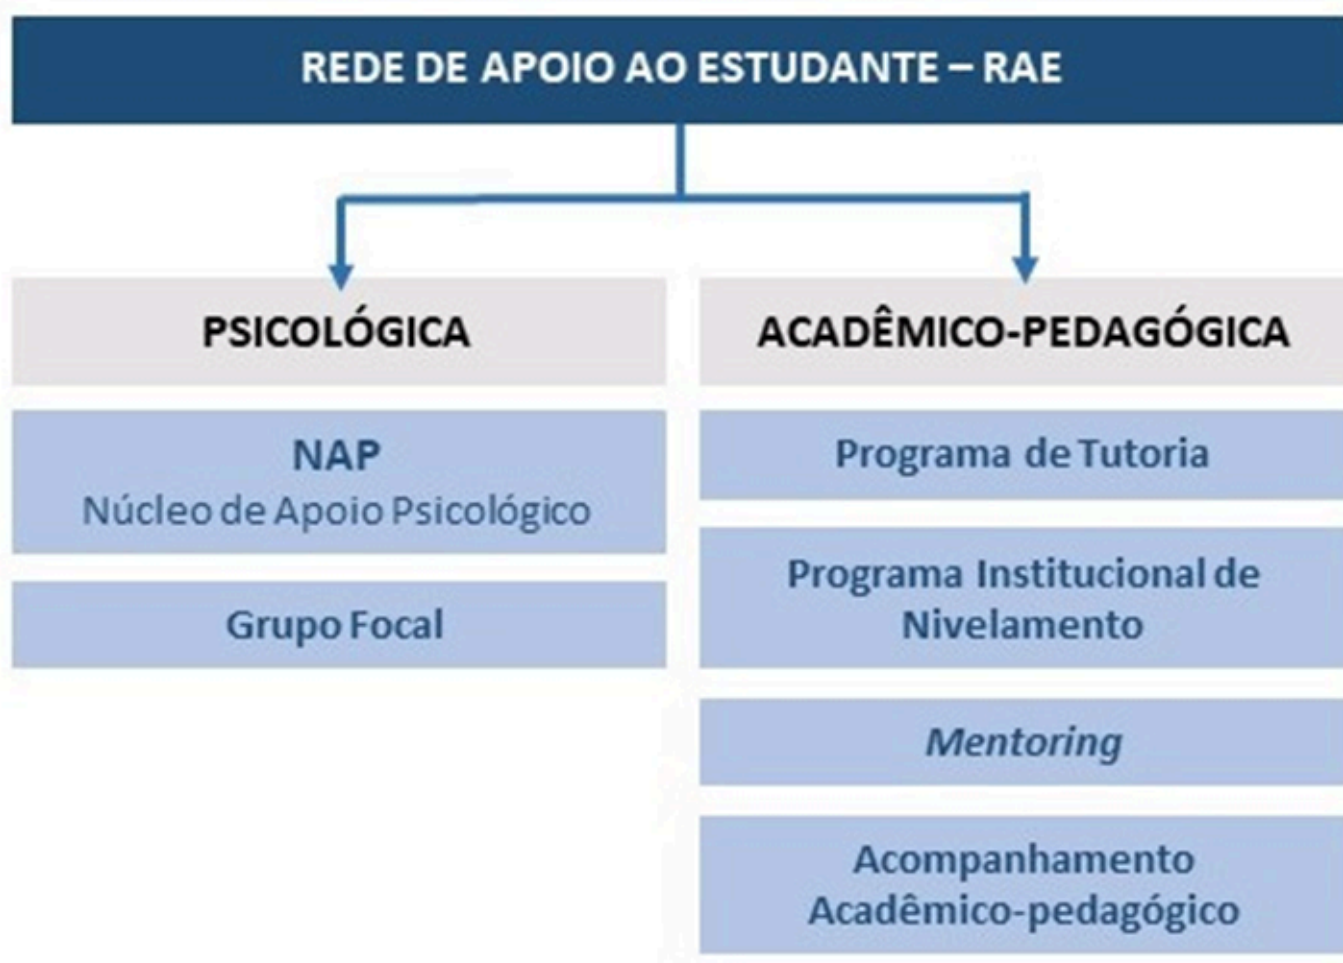 REDE DE APOIO AO ESTUDANTE – RAE
PSICOLÓGICA
NAP
Núcleo de Apoio Psicológico
Grupo Focal
ACADÊMICO-PEDAGÓGICA
Programa de Tutoria
Programa Institucional de
Nivelamento
Mentoring
Acompanhamento
Acadêmico-pedagógico